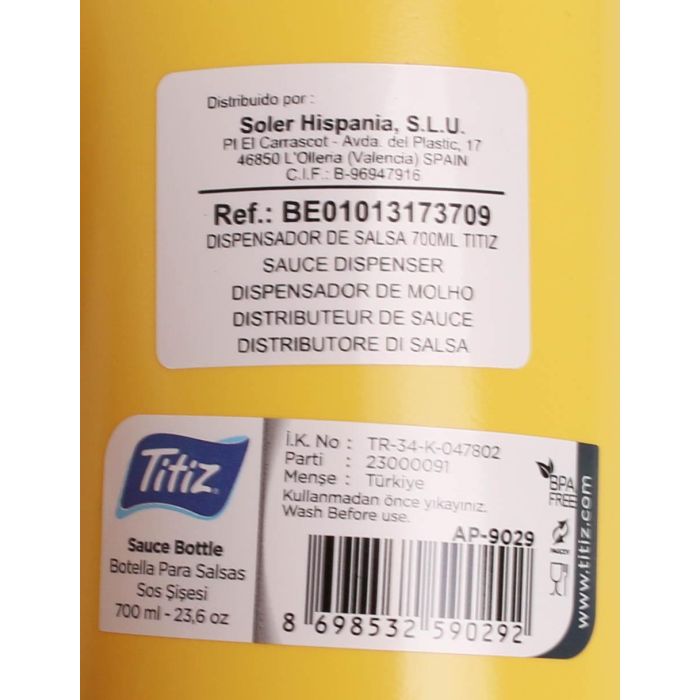 Distribuido por :
Soler Hispania, S.L.U.
Pl El Carrascot - Avda. del Plastic, 17
46850 L'Olleria (Valencia) SPAIN
C.I.F.: B-96947916
Ref.: BE01013173709
DISPENSADOR DE SALSA 700ML TITIZ
SAUCE DISPENSER
DISPENSADOR DE MOLHO
DISTRIBUTEUR DE SAUCE
DISTRIBUTORE DI SALSA
Titiz
Sauce Bottle
Botella Para Salsas
Sos Şişesi
700 ml - 23,6 oz
İ.K. No : TR-34-K-047802
Parti : 23000091
Menşe : Türkiye
Kullanmadan önce yıkayınız.
Wash Before use.
AP-9029
8 698532 590292
BPA
FREE
www.titiz.com